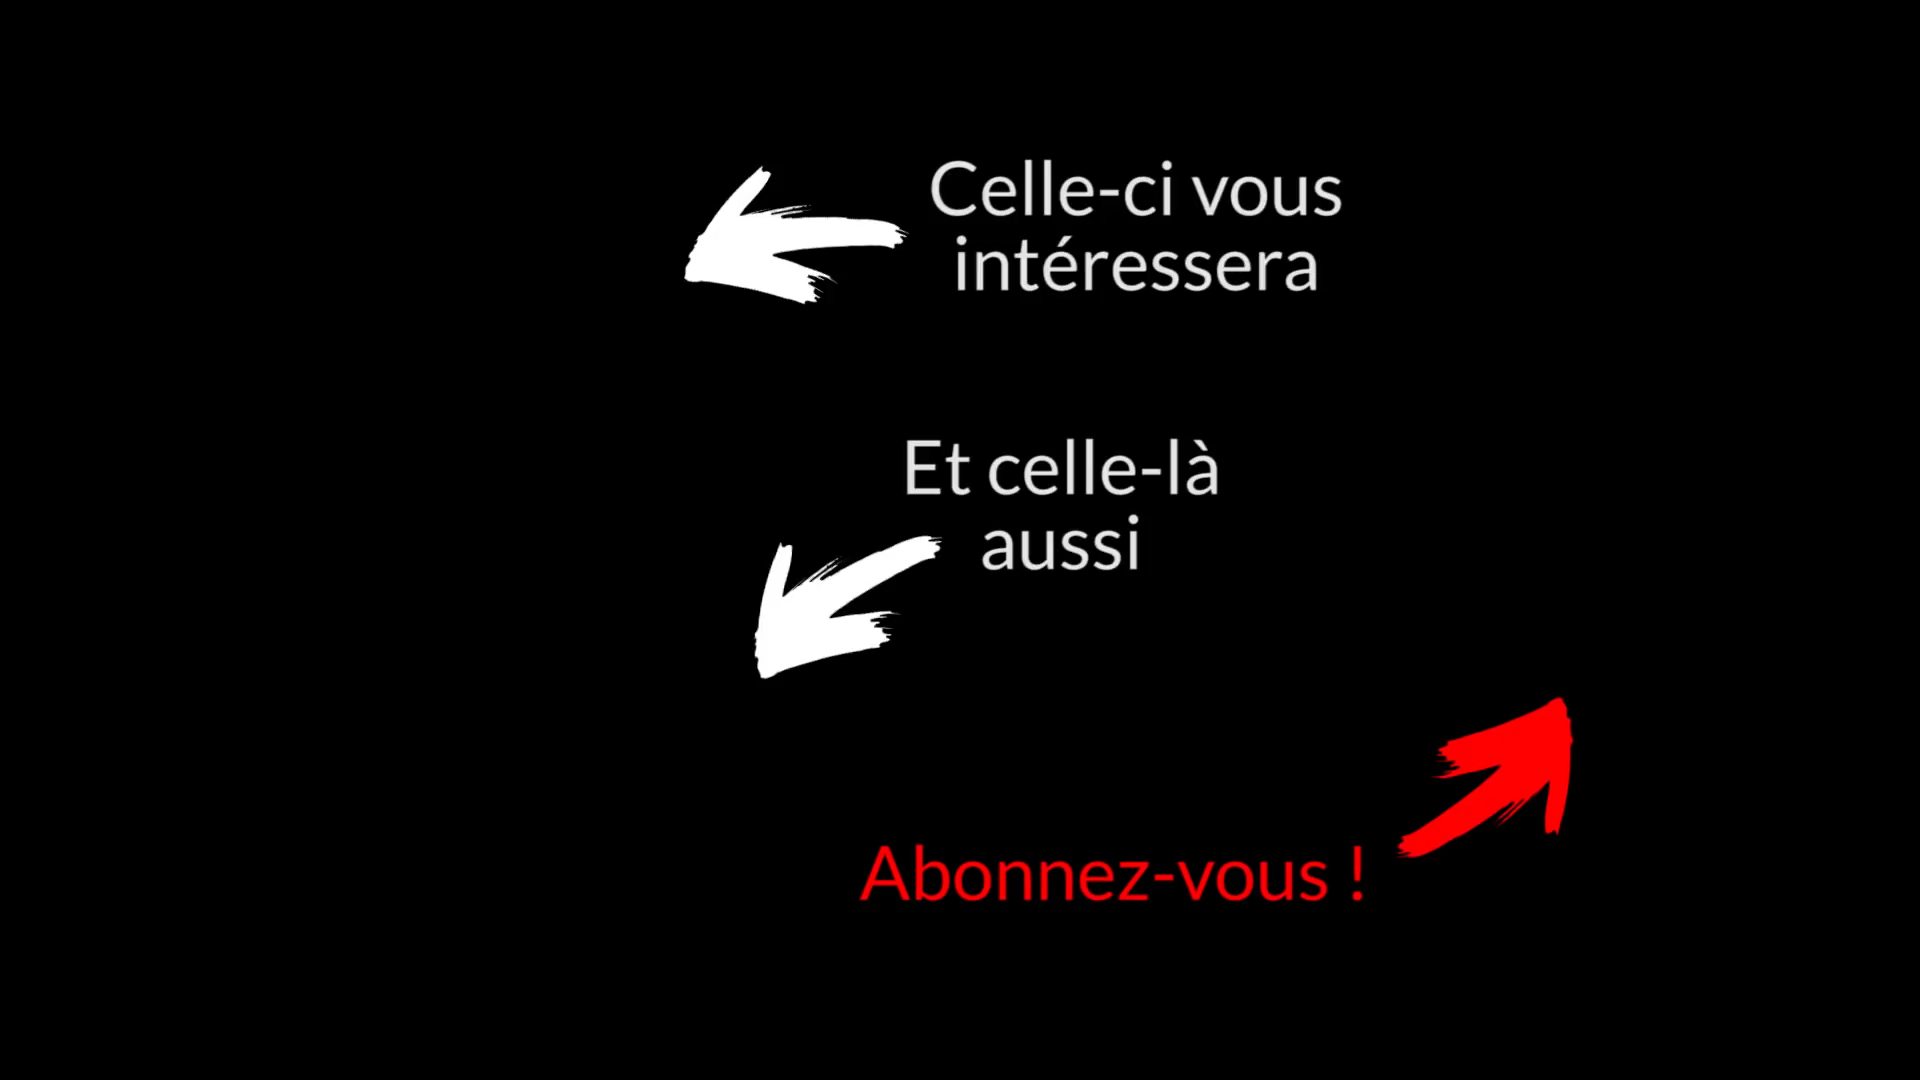 Celle-ci vous
intéressera
Et celle-là
aussi
Abonnez-vous !